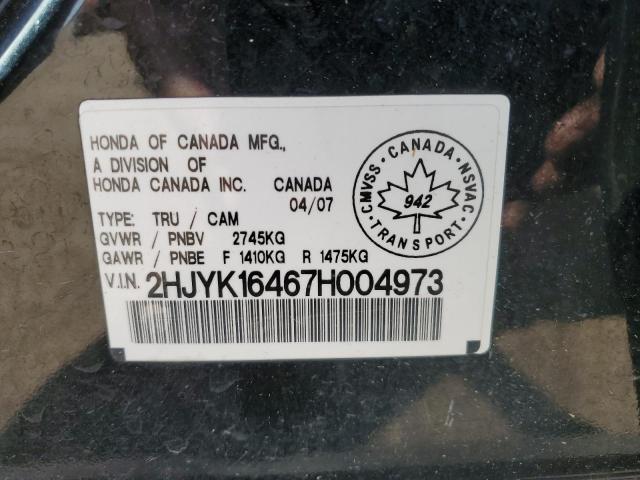 HONDA OF CANADA MFG.,
A DIVISION OF
HONDA CANADA INC. CANADA
04/07
TYPE: TRU / CAM
GVWR / PNBV 2745KG
GAWR / PNBE F 1410KG R 1475KG
V.I.N. 2HJYK16467H004973
CMVSS · CANADA · NSVAC
942
TRANSPORT